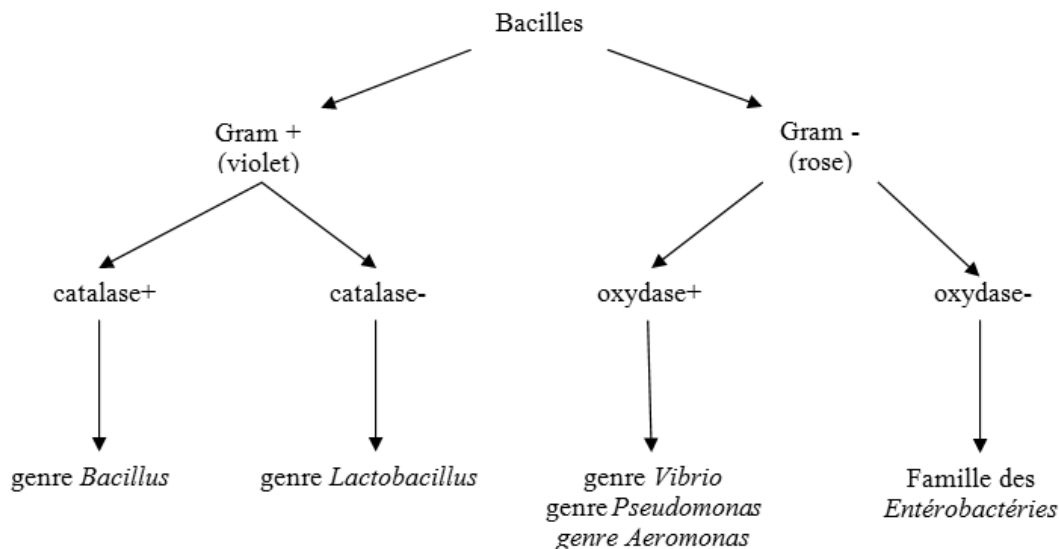 Bacilles
Gram +
(violet)
Gram -
(rose)
catalase+
catalase-
oxydase+
oxydase-
genre Bacillus
genre Lactobacillus
genre Vibrio
genre Pseudomonas
genre Aeromonas
Famille des
Entérobactéries